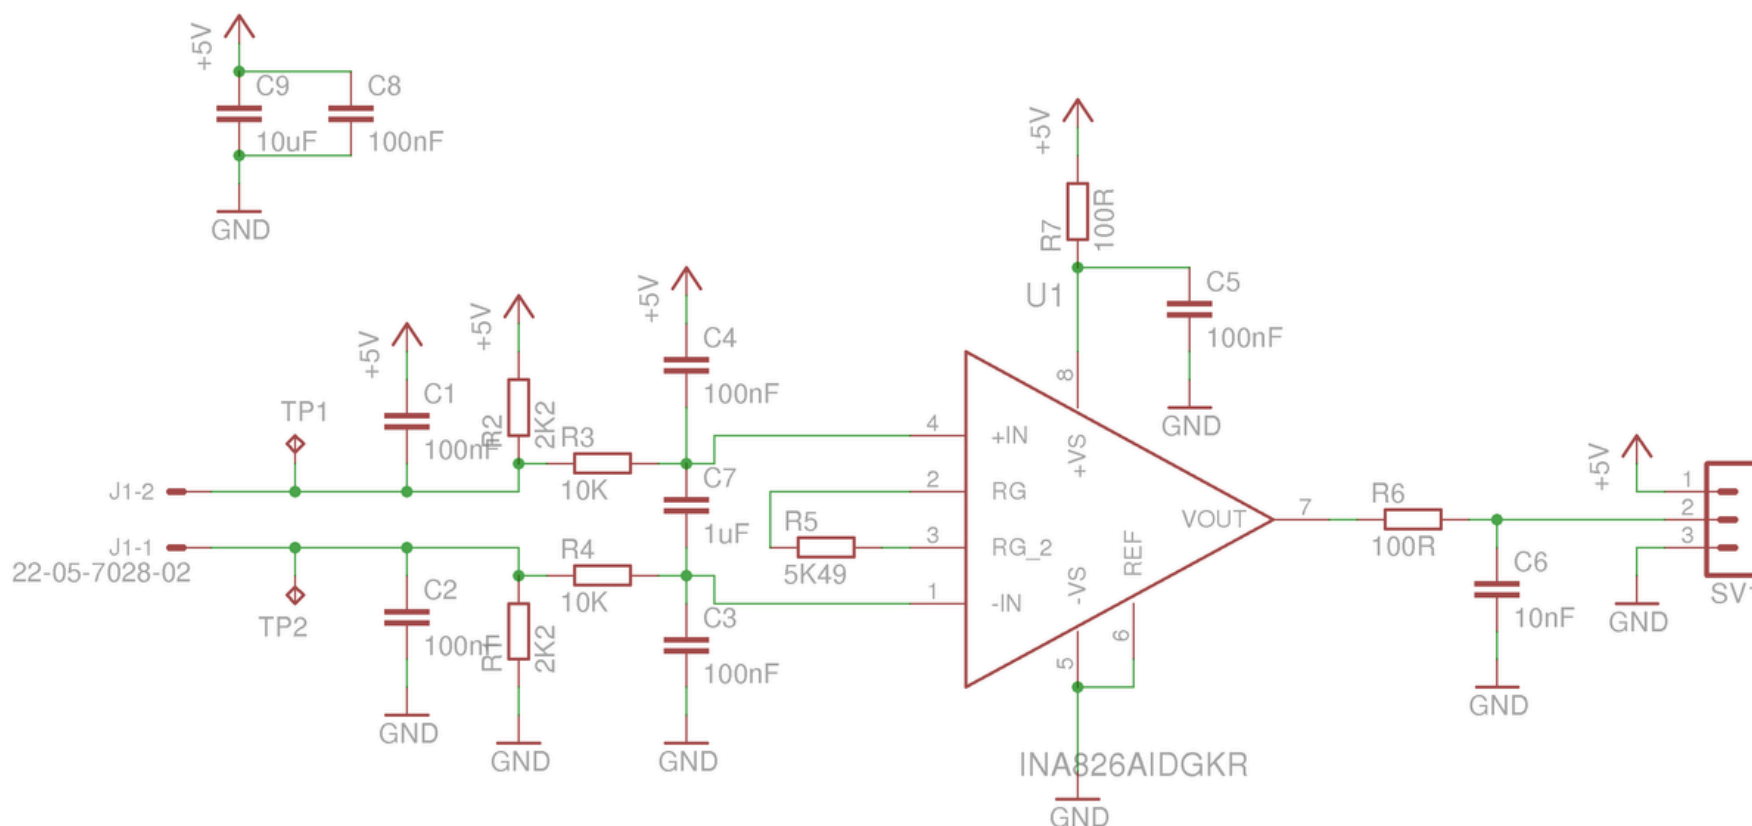 +5V
C9
10uF
C8
100nF
GND
+5V
R7
100R
U1
C5
100nF
GND
+5V
C1
100nF
+5V
R2
2K2
+5V
C4
100nF
TP1
J1-2
R3
10K
C7
1uF
J1-1
22-05-7028-02
TP2
C2
100nF
GND
R1
2K2
GND
R4
10K
C3
100nF
GND
R5
5K49
4
2
3
1
+IN
RG
RG_2
-IN
8
+VS
-VS
5
REF
6
VOUT
7
INA826AIDGKR
GND
R6
100R
C6
10nF
GND
+5V
1
2
3
GND
SV1